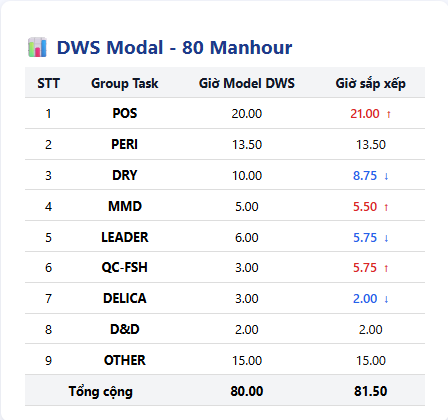 DWS Modal - 80 Manhour
STT Group Task Giờ Model DWS Giờ sắp xếp
1 POS 20.00 21.00 ↑
2 PERI 13.50 13.50
3 DRY 10.00 8.75 ↓
4 MMD 5.00 5.50 ↑
5 LEADER 6.00 5.75 ↓
6 QC-FSH 3.00 5.75 ↑
7 DELICA 3.00 2.00 ↓
8 D&D 2.00 2.00
9 OTHER 15.00 15.00
Tổng cộng 80.00 81.50